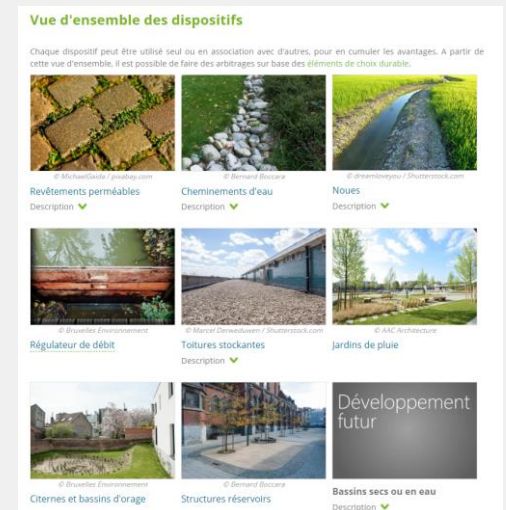 Vue d'ensemble des dispositifs
Chaque dispositif peut être utilisé seul ou en association avec d'autres, pour en cumuler les avantages. A partir de
cette vue d'ensemble, il est possible de faire des arbitrages sur base des éléments de choix durable.
© MichaelGaida / pixabay.com
© Bernard Boccara
© dreamloveyou / Shutterstock.com
Revêtements perméables
Cheminements d'eau
Noues
Description
Description
Description
© Bruxelles Environnement
© Marcel Derweduwen / Shutterstock.com
© AAC Architecture
Régulateur de débit
Toitures stockantes
Jardins de pluie
Description
Développement
futur
© Bruxelles Environnement
© Bernard Boccara
Bassins secs ou en eau
Citernes et bassins d'orage
Structures réservoirs
Description